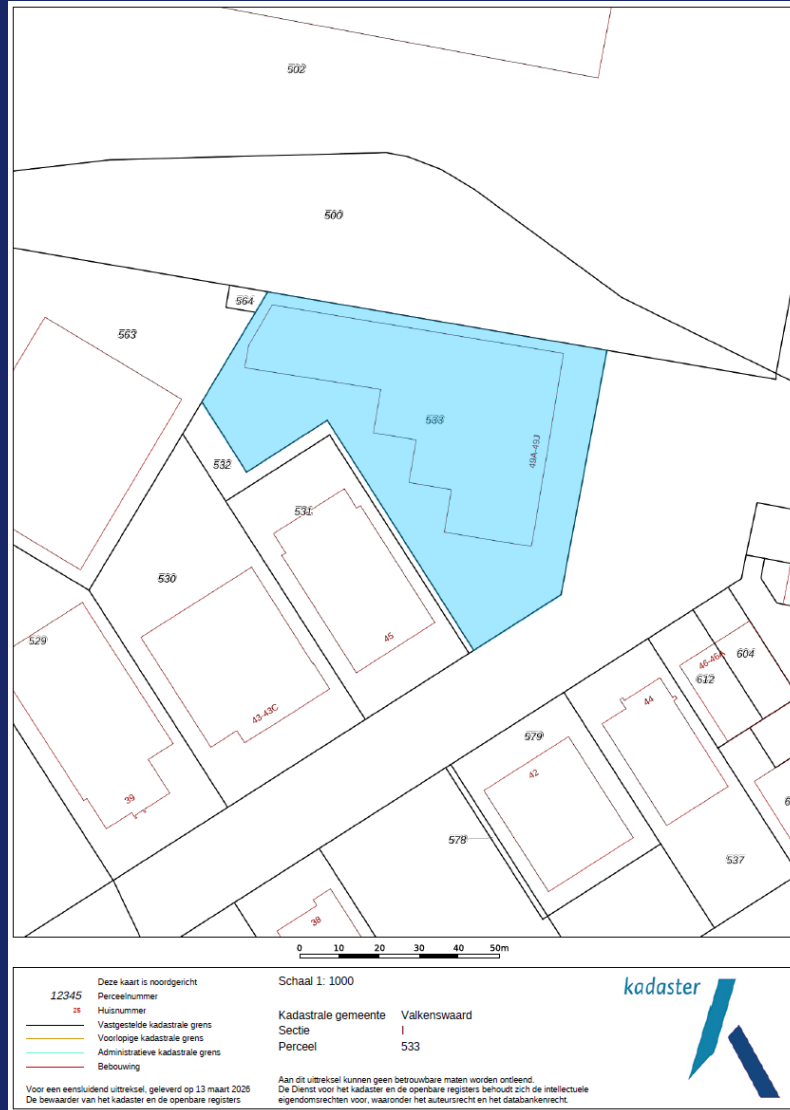 502
500
564
563
533
49A-49J
532
531
530
529
45
43-43C
39
46-46A
604
612
44
579
42
578
537
38
0 10 20 30 40 50m
Deze kaart is noordgericht
12345 Perceelnummer
25 Huisnummer
Vastgestelde kadastrale grens
Voorlopige kadastrale grens
Administratieve kadastrale grens
Bebouwing
Voor een eensluidend uittreksel, geleverd op 13 maart 2026
De bewaarder van het kadaster en de openbare registers
Schaal 1: 1000
Kadastrale gemeente Valkenswaard
Sectie I
Perceel 533
Aan dit uittreksel kunnen geen betrouwbare maten worden ontleend.
De Dienst voor het kadaster en de openbare registers behoudt zich de intellectuele
eigendomsrechten voor, waaronder het auteursrecht en het databankenrecht.
kadaster